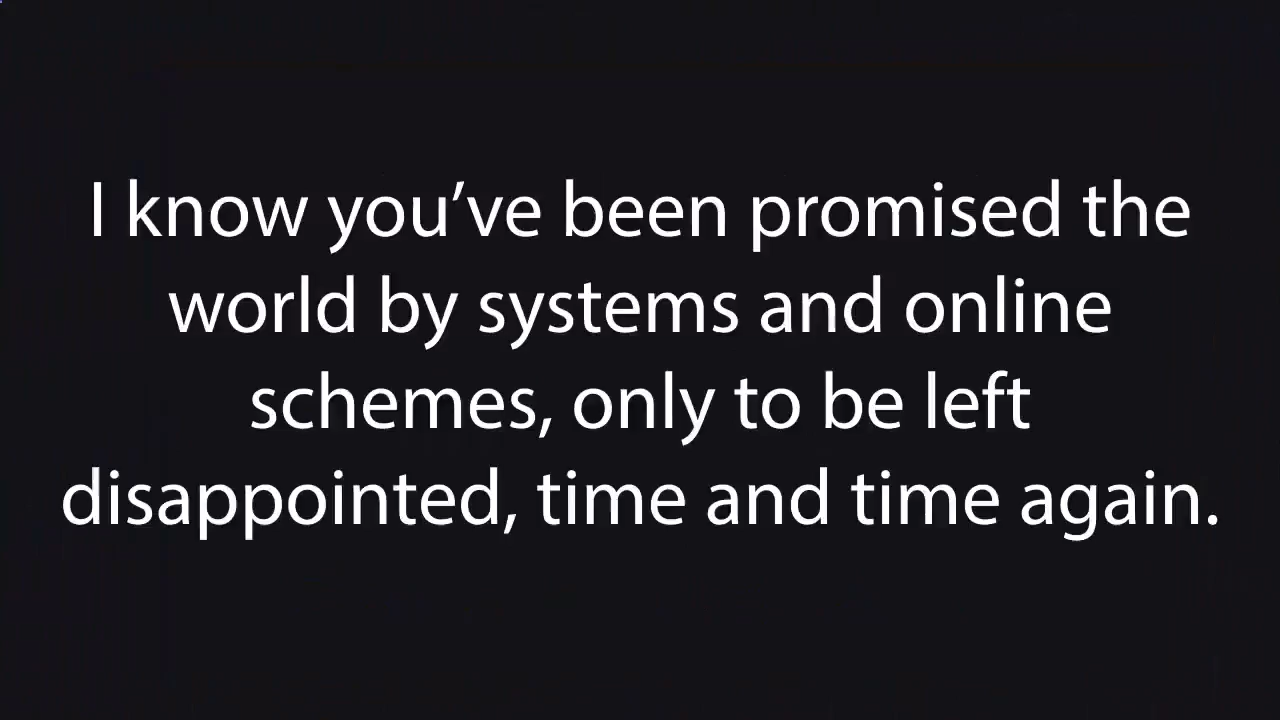 I know you’ve been promised the
world by systems and online
schemes, only to be left
disappointed, time and time again.